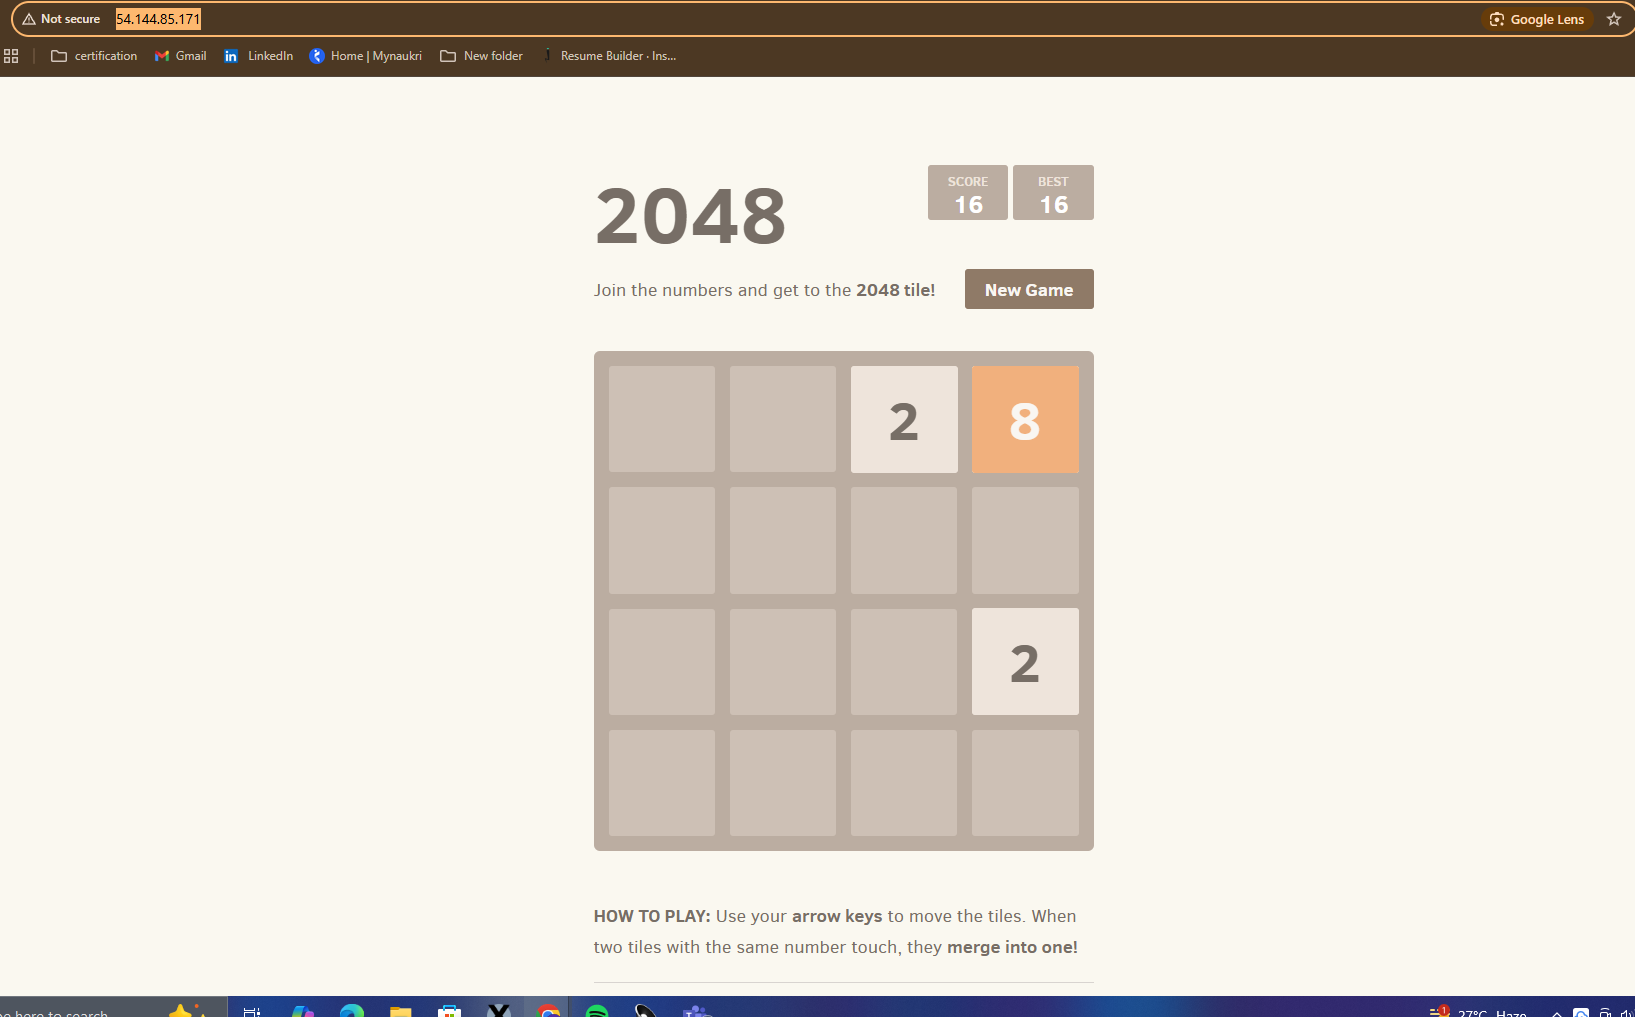 Not secure 54.144.85.171 Google Lens
certification Gmail LinkedIn Home | Mynaukri New folder Resume Builder · Ins...
SCORE BEST
16 16
2048
Join the numbers and get to the 2048 tile! New Game
2 8
2
HOW TO PLAY: Use your arrow keys to move the tiles. When
two tiles with the same number touch, they merge into one!
here to search 1 27°C Haze